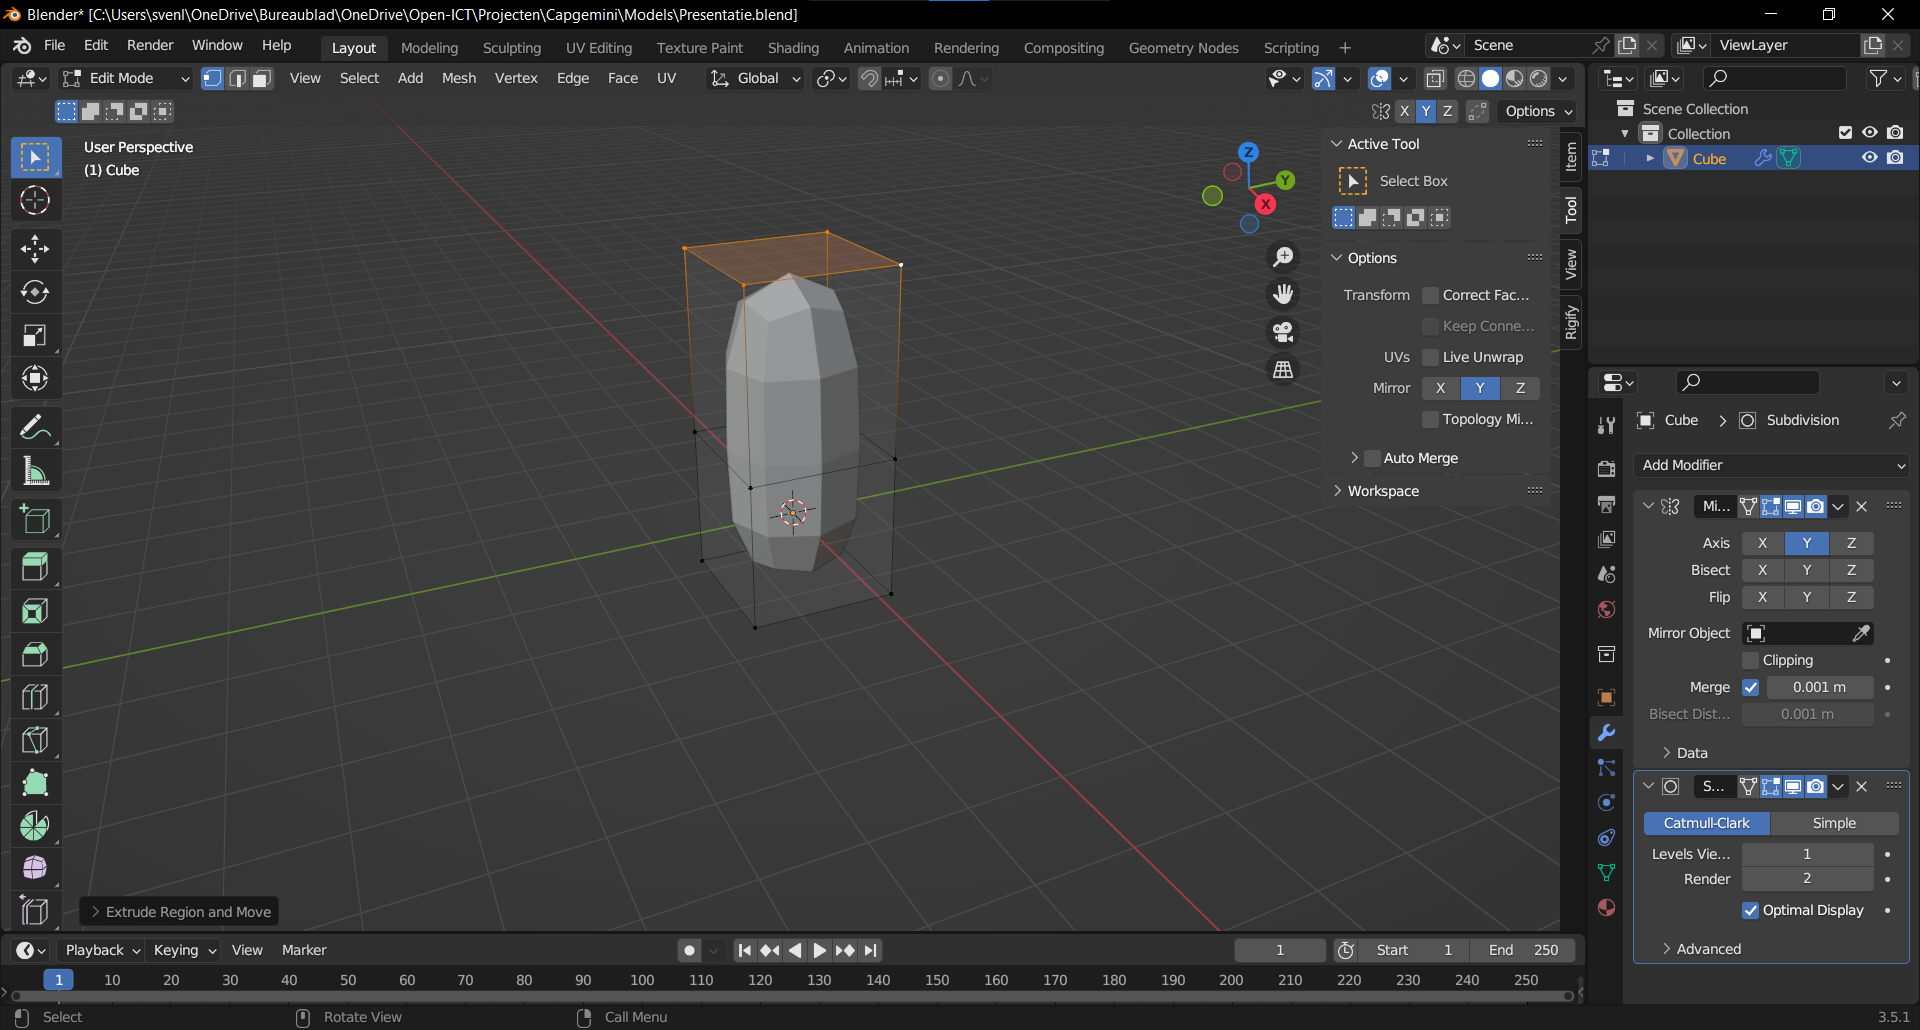 Blender* [C:\Users\svenl\OneDrive\Bureaublad\OneDrive\Open-ICT\Projecten\Capgemini\Models\Presentatie.blend]
File Edit Render Window Help Layout Modeling Sculpting UV Editing Texture Paint Shading Animation Rendering Compositing Geometry Nodes Scripting + Scene ViewLayer
Edit Mode View Select Add Mesh Vertex Edge Face UV Global
X Y Z Options
User Perspective
(1) Cube
Z
Y
X
Active Tool
Select Box
Options
Transform Correct Fac...
Keep Conne...
UVs Live Unwrap
Mirror X Y Z
Topology Mi...
Auto Merge
Workspace
Item
Tool
View
Rigify
Extrude Region and Move
Scene Collection
Collection
Cube
Cube > Subdivision
Add Modifier
Mi...
Axis X Y Z
Bisect X Y Z
Flip X Y Z
Mirror Object
Clipping
Merge 0.001 m
Bisect Dist... 0.001 m
Data
S...
Catmull-Clark Simple
Levels Vie... 1
Render 2
Optimal Display
Advanced
Playback Keying View Marker 1 Start 1 End 250
1 10 20 30 40 50 60 70 80 90 100 110 120 130 140 150 160 170 180 190 200 210 220 230 240 250
Select Rotate View Call Menu 3.5.1